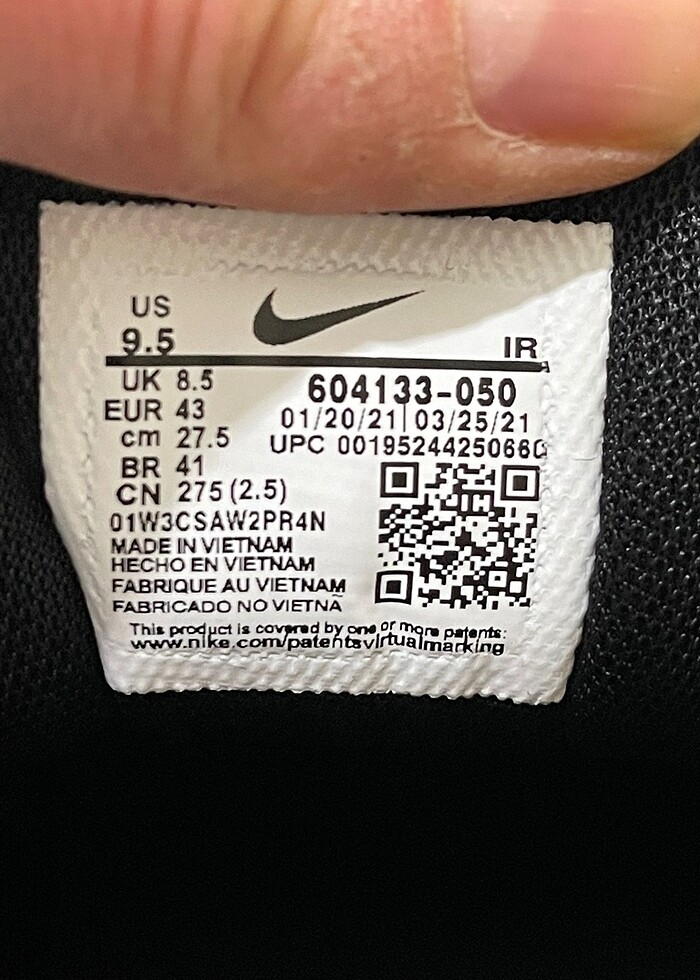 US
9.5
IR
UK 8.5
EUR 43
cm 27.5
BR 41
CN 275 (2.5)
604133-050
01/20/21|03/25/21
UPC 00195244250660
01W3CSAW2PR4N
MADE IN VIETNAM
HECHO EN VIETNAM
FABRIQUE AU VIETNAM
FABRICADO NO VIETNÃ
This product is covered by one or more patents:
www.nike.com/patentsvirtualmarking